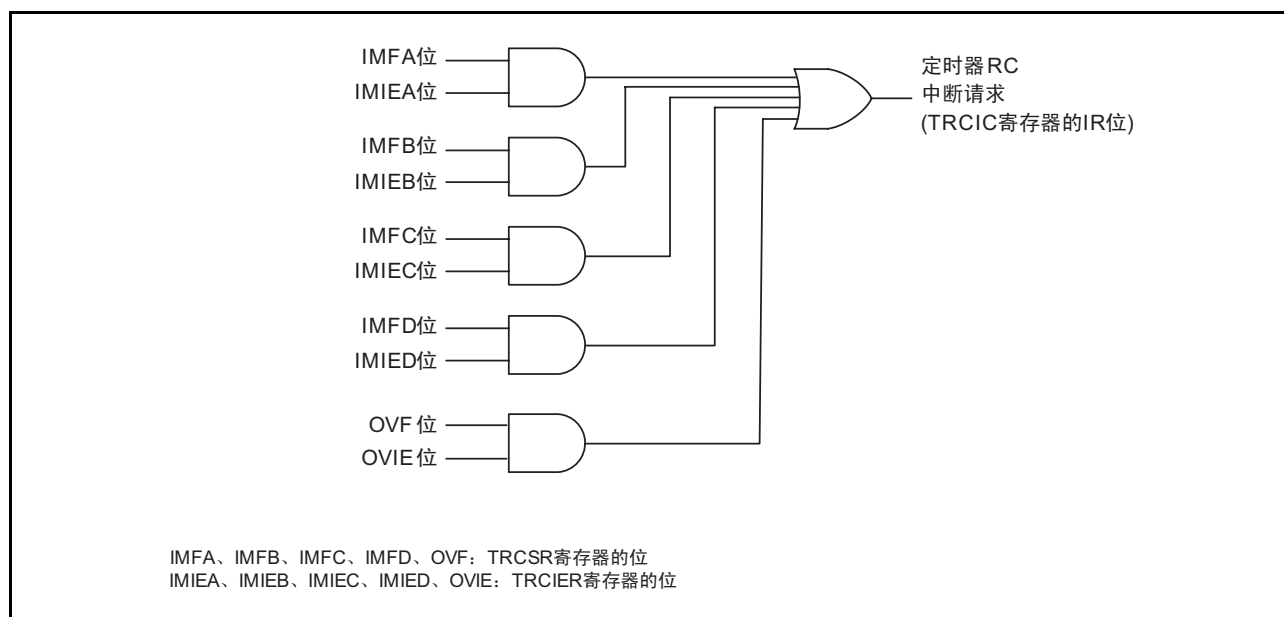 IMFA位
IMIEA位
IMFB位
IMIEB位
IMFC位
IMIEC位
IMFD位
IMIED位
OVF位
OVIE位
定时器RC
中断请求
(TRCIC寄存器的IR位)
IMFA、IMFB、IMFC、IMFD、OVF：TRCSR寄存器的位
IMIEA、IMIEB、IMIEC、IMIED、OVIE：TRCIER寄存器的位